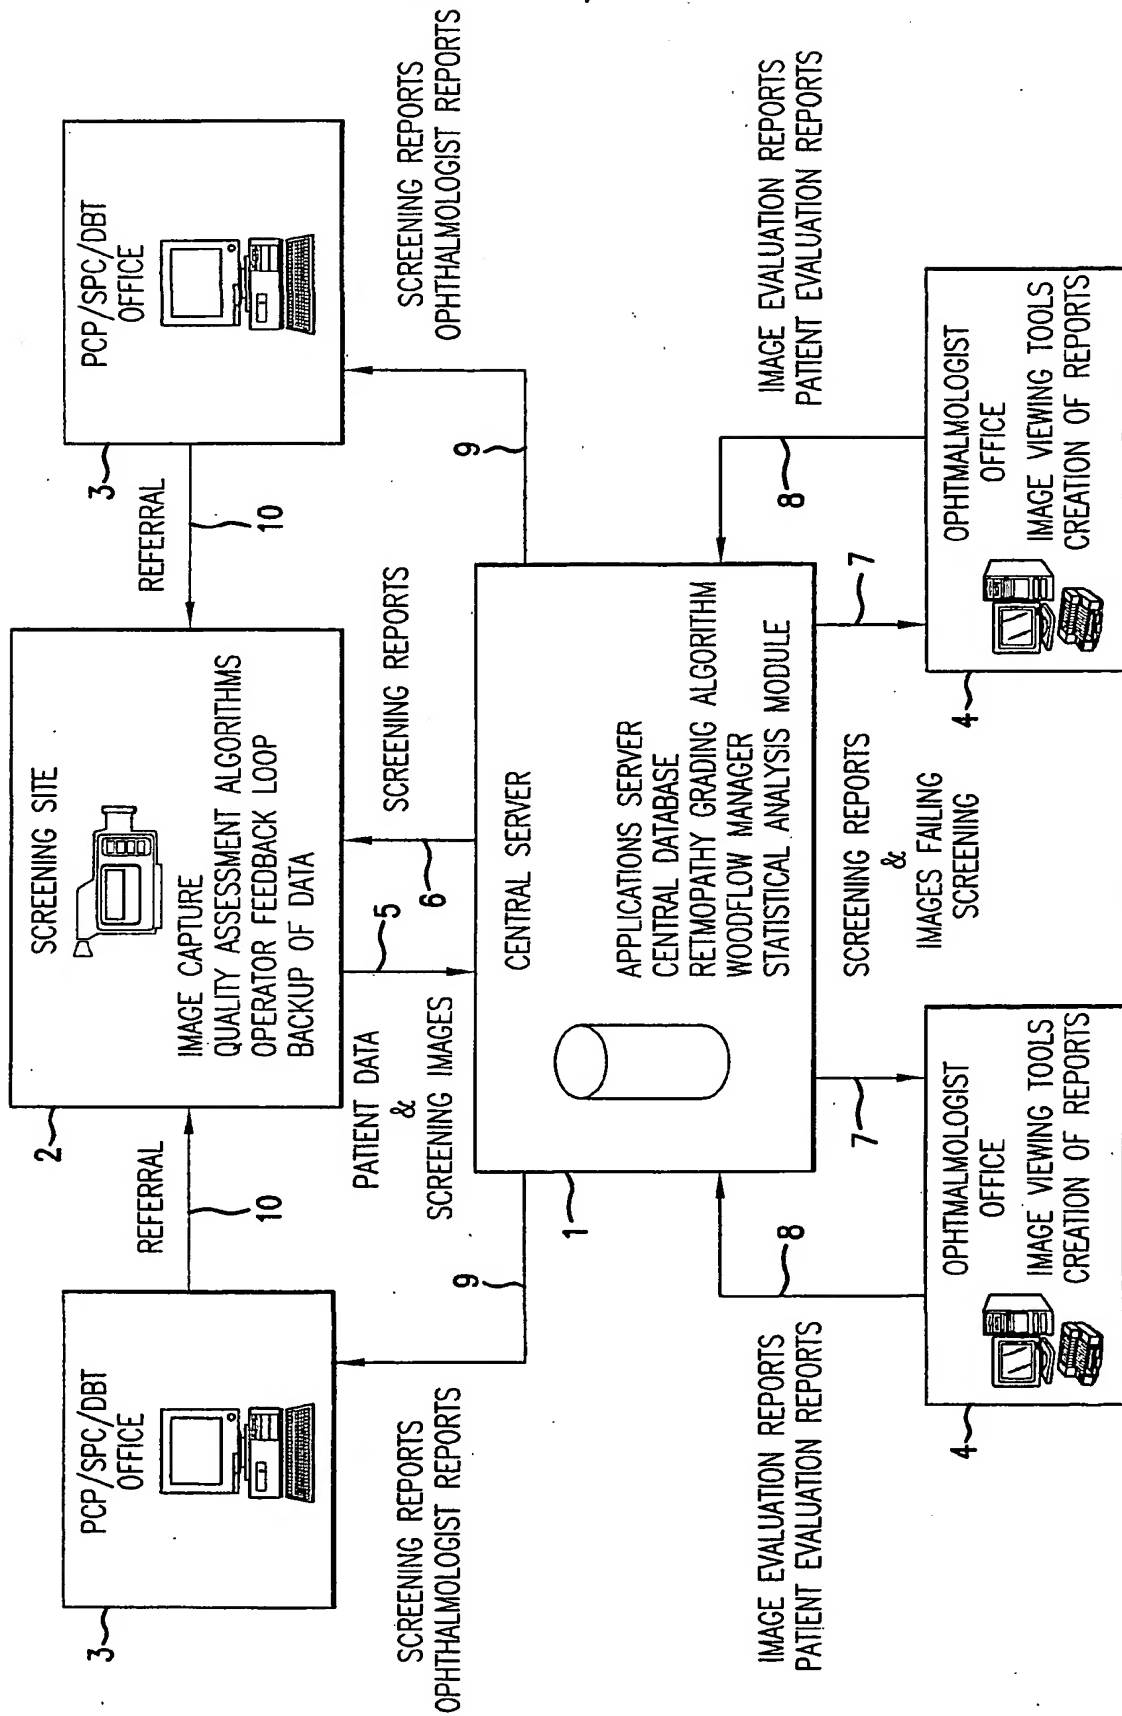 PCP/SPC/DBT
OFFICE
3
REFERRAL
10
SCREENING SITE
IMAGE CAPTURE
QUALITY ASSESSMENT ALGORITHMS
OPERATOR FEEDBACK LOOP
BACKUP OF DATA
2
REFERRAL
10
PCP/SPC/DBT
OFFICE
3
SCREENING REPORTS
OPHTHALMOLOGIST REPORTS
9
PATIENT DATA
&
SCREENING IMAGES
5
6
SCREENING REPORTS
9
SCREENING REPORTS
OPHTHALMOLOGIST REPORTS
1
CENTRAL SERVER
APPLICATIONS SERVER
CENTRAL DATABASE
RETMOPATHY GRADING ALGORITHM
WOODFLOW MANAGER
STATISTICAL ANALYSIS MODULE
IMAGE EVALUATION REPORTS
PATIENT EVALUATION REPORTS
8
7
SCREENING REPORTS
&
IMAGES FAILING
SCREENING
7
8
IMAGE EVALUATION REPORTS
PATIENT EVALUATION REPORTS
4
OPHTMALMOLOGIST
OFFICE
IMAGE VIEWING TOOLS
CREATION OF REPORTS
4
OPHTMALMOLOGIST
OFFICE
IMAGE VIEWING TOOLS
CREATION OF REPORTS